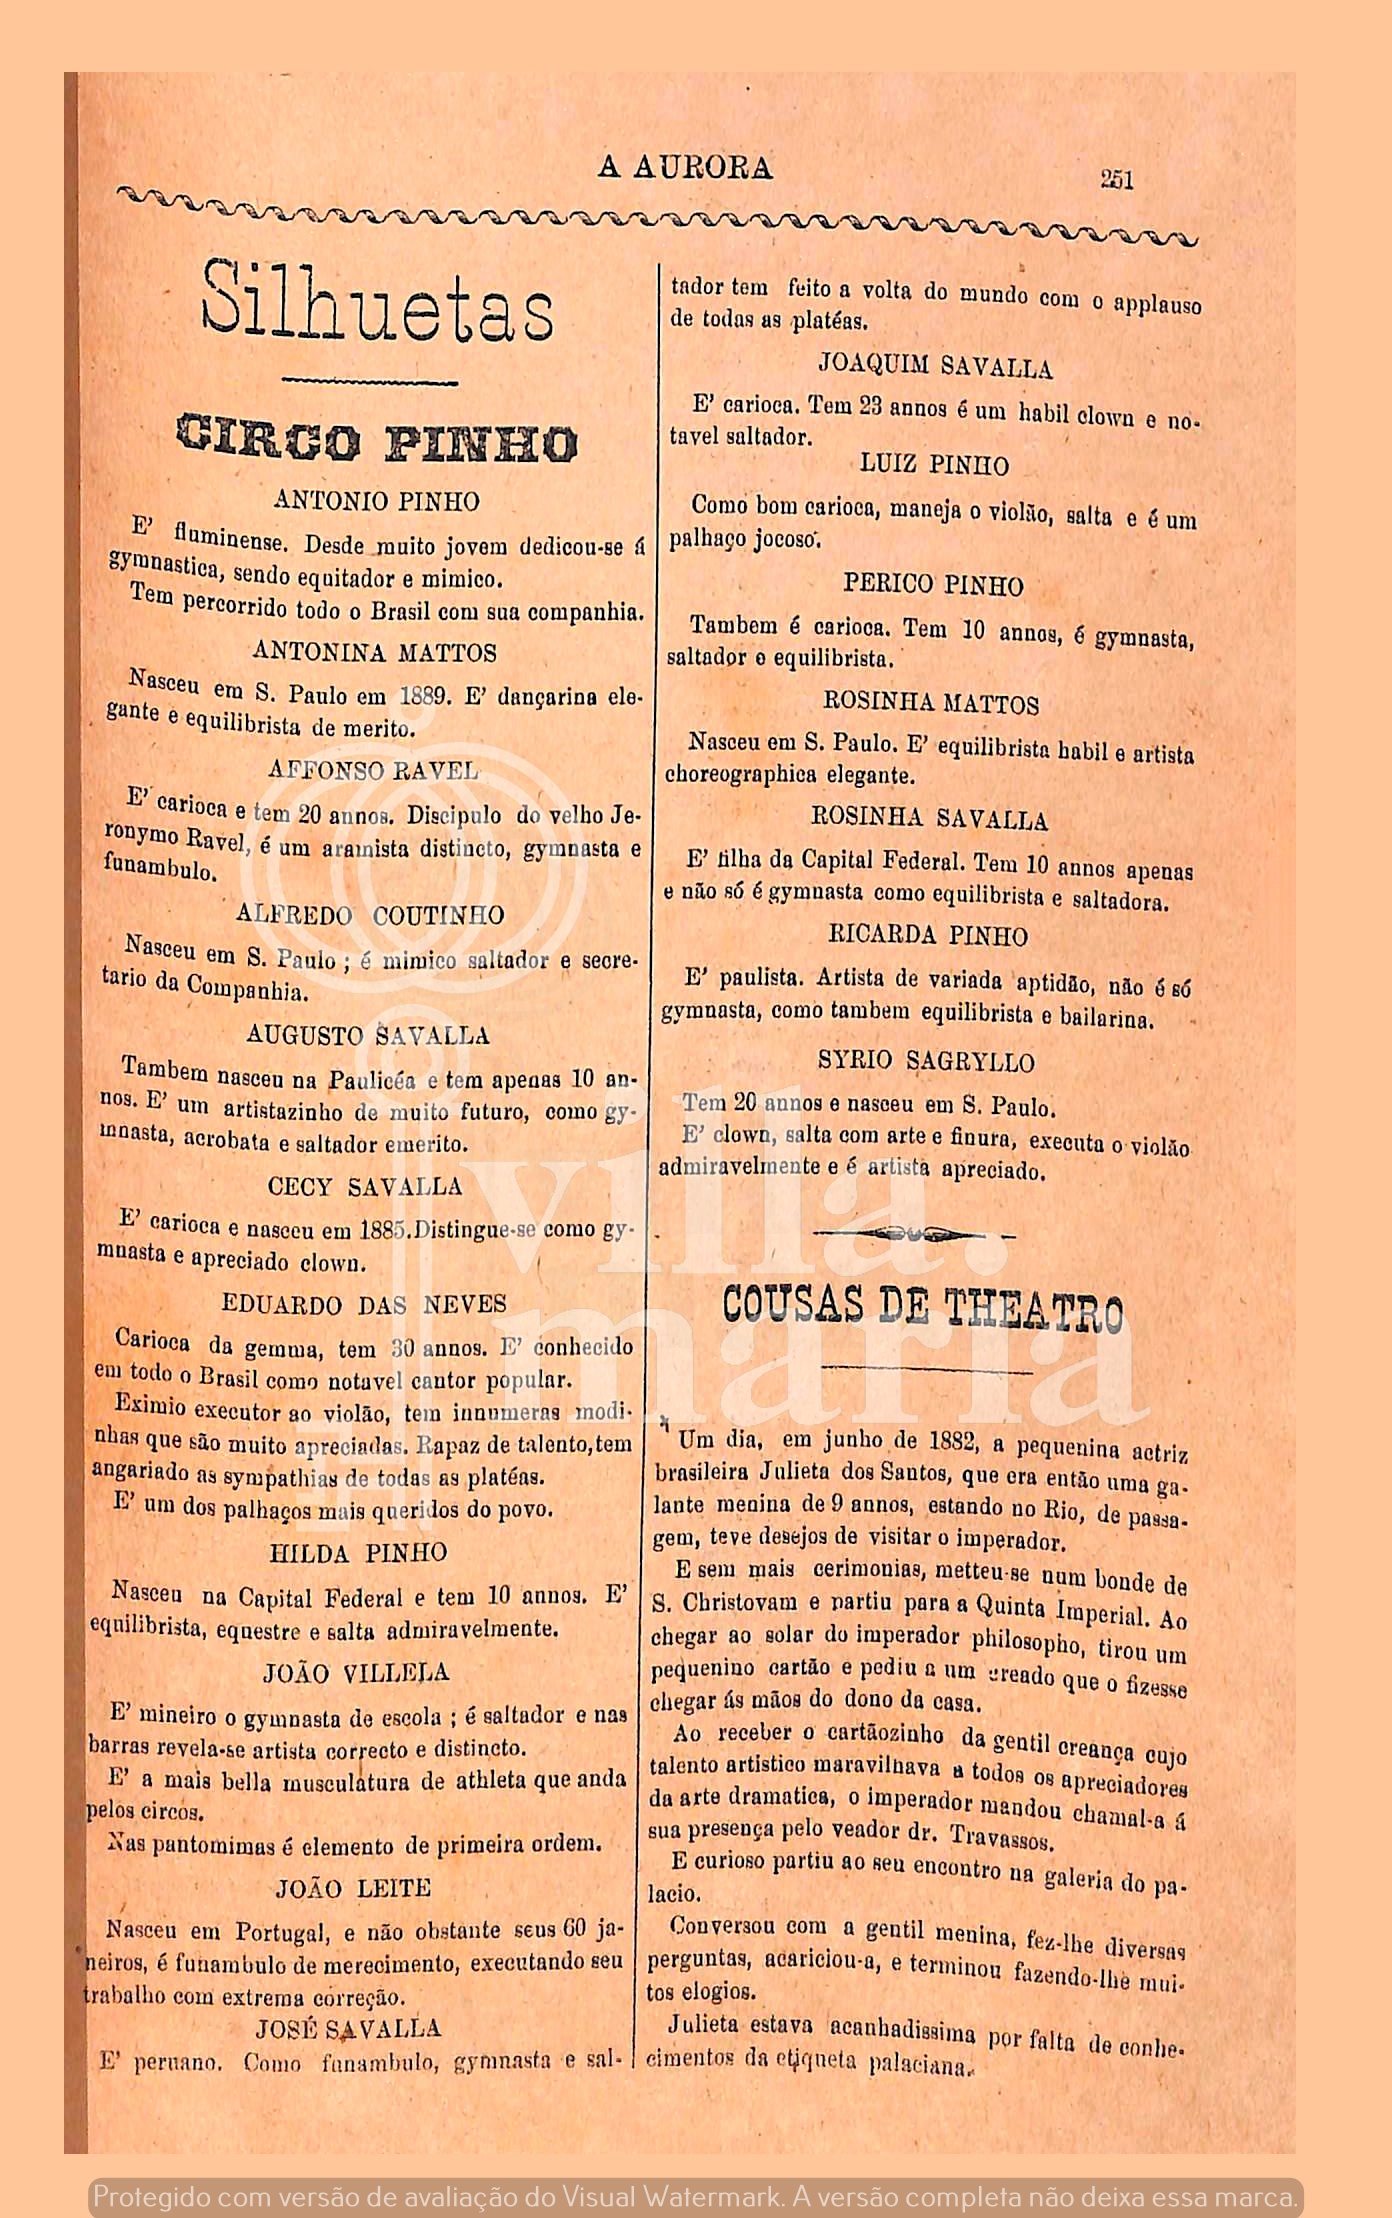 A AURORA
251
Silhuetas
CIRCO PINHO
ANTONIO PINHO
E' fluminense. Desde muito jovem dedicou-se á
gymnastica, sendo equitador e mimico.
Tem percorrido todo o Brasil com sua companhia.
ANTONINA MATTOS
Nasceu em S. Paulo em 1889. E' dançarina ele-
gante e equilibrista de merito.
AFFONSO RAVEL
E' carioca e tem 20 annos. Discipulo do velho Je-
ronymo Ravel, é um aramista distincto, gymnasta e
funambulo.
ALFREDO COUTINHO
Nasceu em S. Paulo ; é mimico saltador e secre-
tario da Companhia.
AUGUSTO SAVALLA
Tambem nasceu na Paulicéa e tem apenas 10 an-
nos. E' um artistazinho de muito futuro, como gy-
mnasta, acrobata e saltador emerito.
CECY SAVALLA
E' carioca e nasceu em 1885. Distingue-se como gy-
mnasta e apreciado clown.
EDUARDO DAS NEVES
Carioca da gemma, tem 30 annos. E' conhecido
em todo o Brasil como notavel cantor popular.
Eximio executor ao violão, tem innumeras modi-
nhas que são muito apreciadas. Rapaz de talento, tem
angariado as sympathias de todas as platéas.
E' um dos palhaços mais queridos do povo.
HILDA PINHO
Nasceu na Capital Federal e tem 10 annos. E'
equilibrista, equestre e salta admiravelmente.
JOÃO VILLELA
E' mineiro o gymnasta de escola ; é saltador e nas
barras revela-se artista correcto e distincto.
E' a mais bella musculatura de athleta que anda
pelos circos.
Nas pantomimas é elemento de primeira ordem.
JOÃO LEITE
Nasceu em Portugal, e não obstante seus 60 ja-
neiros, é funambulo de merecimento, executando seu
trabalho com extrema correção.
JOSÉ SAVALLA
E' peruano. Como funambulo, gymnasta e sal-
tador tem feito a volta do mundo com o applauso
de todas as platéas.
JOAQUIM SAVALLA
E' carioca. Tem 23 annos é um habil clown e no-
tavel saltador.
LUIZ PINHO
Como bom carioca, maneja o violão, salta e é um
palhaço jocoso.
PERICO PINHO
Tambem é carioca. Tem 10 annos, é gymnasta,
saltador e equilibrista.
ROSINHA MATTOS
Nasceu em S. Paulo. E' equilibrista habil e artista
choreographica elegante.
ROSINHA SAVALLA
E' filha da Capital Federal. Tem 10 annos apenas
e não só é gymnasta como equilibrista e saltadora.
RICARDA PINHO
E' paulista. Artista de variada aptidão, não é só
gymnasta, como tambem equilibrista e bailarina.
SYRIO SAGRYLLO
Tem 20 annos e nasceu em S. Paulo.
E' clown, salta com arte e finura, executa o violão
admiravelmente e é artista apreciado.
COUSAS DE THEATRO
Um dia, em junho de 1882, a pequenina actriz
brasileira Julieta dos Santos, que era então uma ga-
lante menina de 9 annos, estando no Rio, de passa-
gem, teve desejos de visitar o imperador.
E sem mais cerimonias, metteu-se num bonde de
S. Christovam e partiu para a Quinta Imperial. Ao
chegar ao solar do imperador philosopho, tirou um
pequenino cartão e pediu a um creado que o fizesse
chegar ás mãos do dono da casa.
Ao receber o cartãozinho da gentil creança cujo
talento artistico maravilhava a todos os apreciadores
da arte dramatica, o imperador mandou chamal-a á
sua presença pelo veador dr. Travassos.
E curioso partiu ao seu encontro na galeria do pa-
lacio.
Conversou com a gentil menina, fez-lhe diversas
perguntas, acariciou-a, e terminou fazendo-lhe mui-
tos elogios.
Julieta estava acanhadissima por falta de conhe-
cimentos da etiqueta palaciana.
villa.
maria
Protegido com versão de avaliação do Visual Watermark. A versão completa não deixa essa marca.